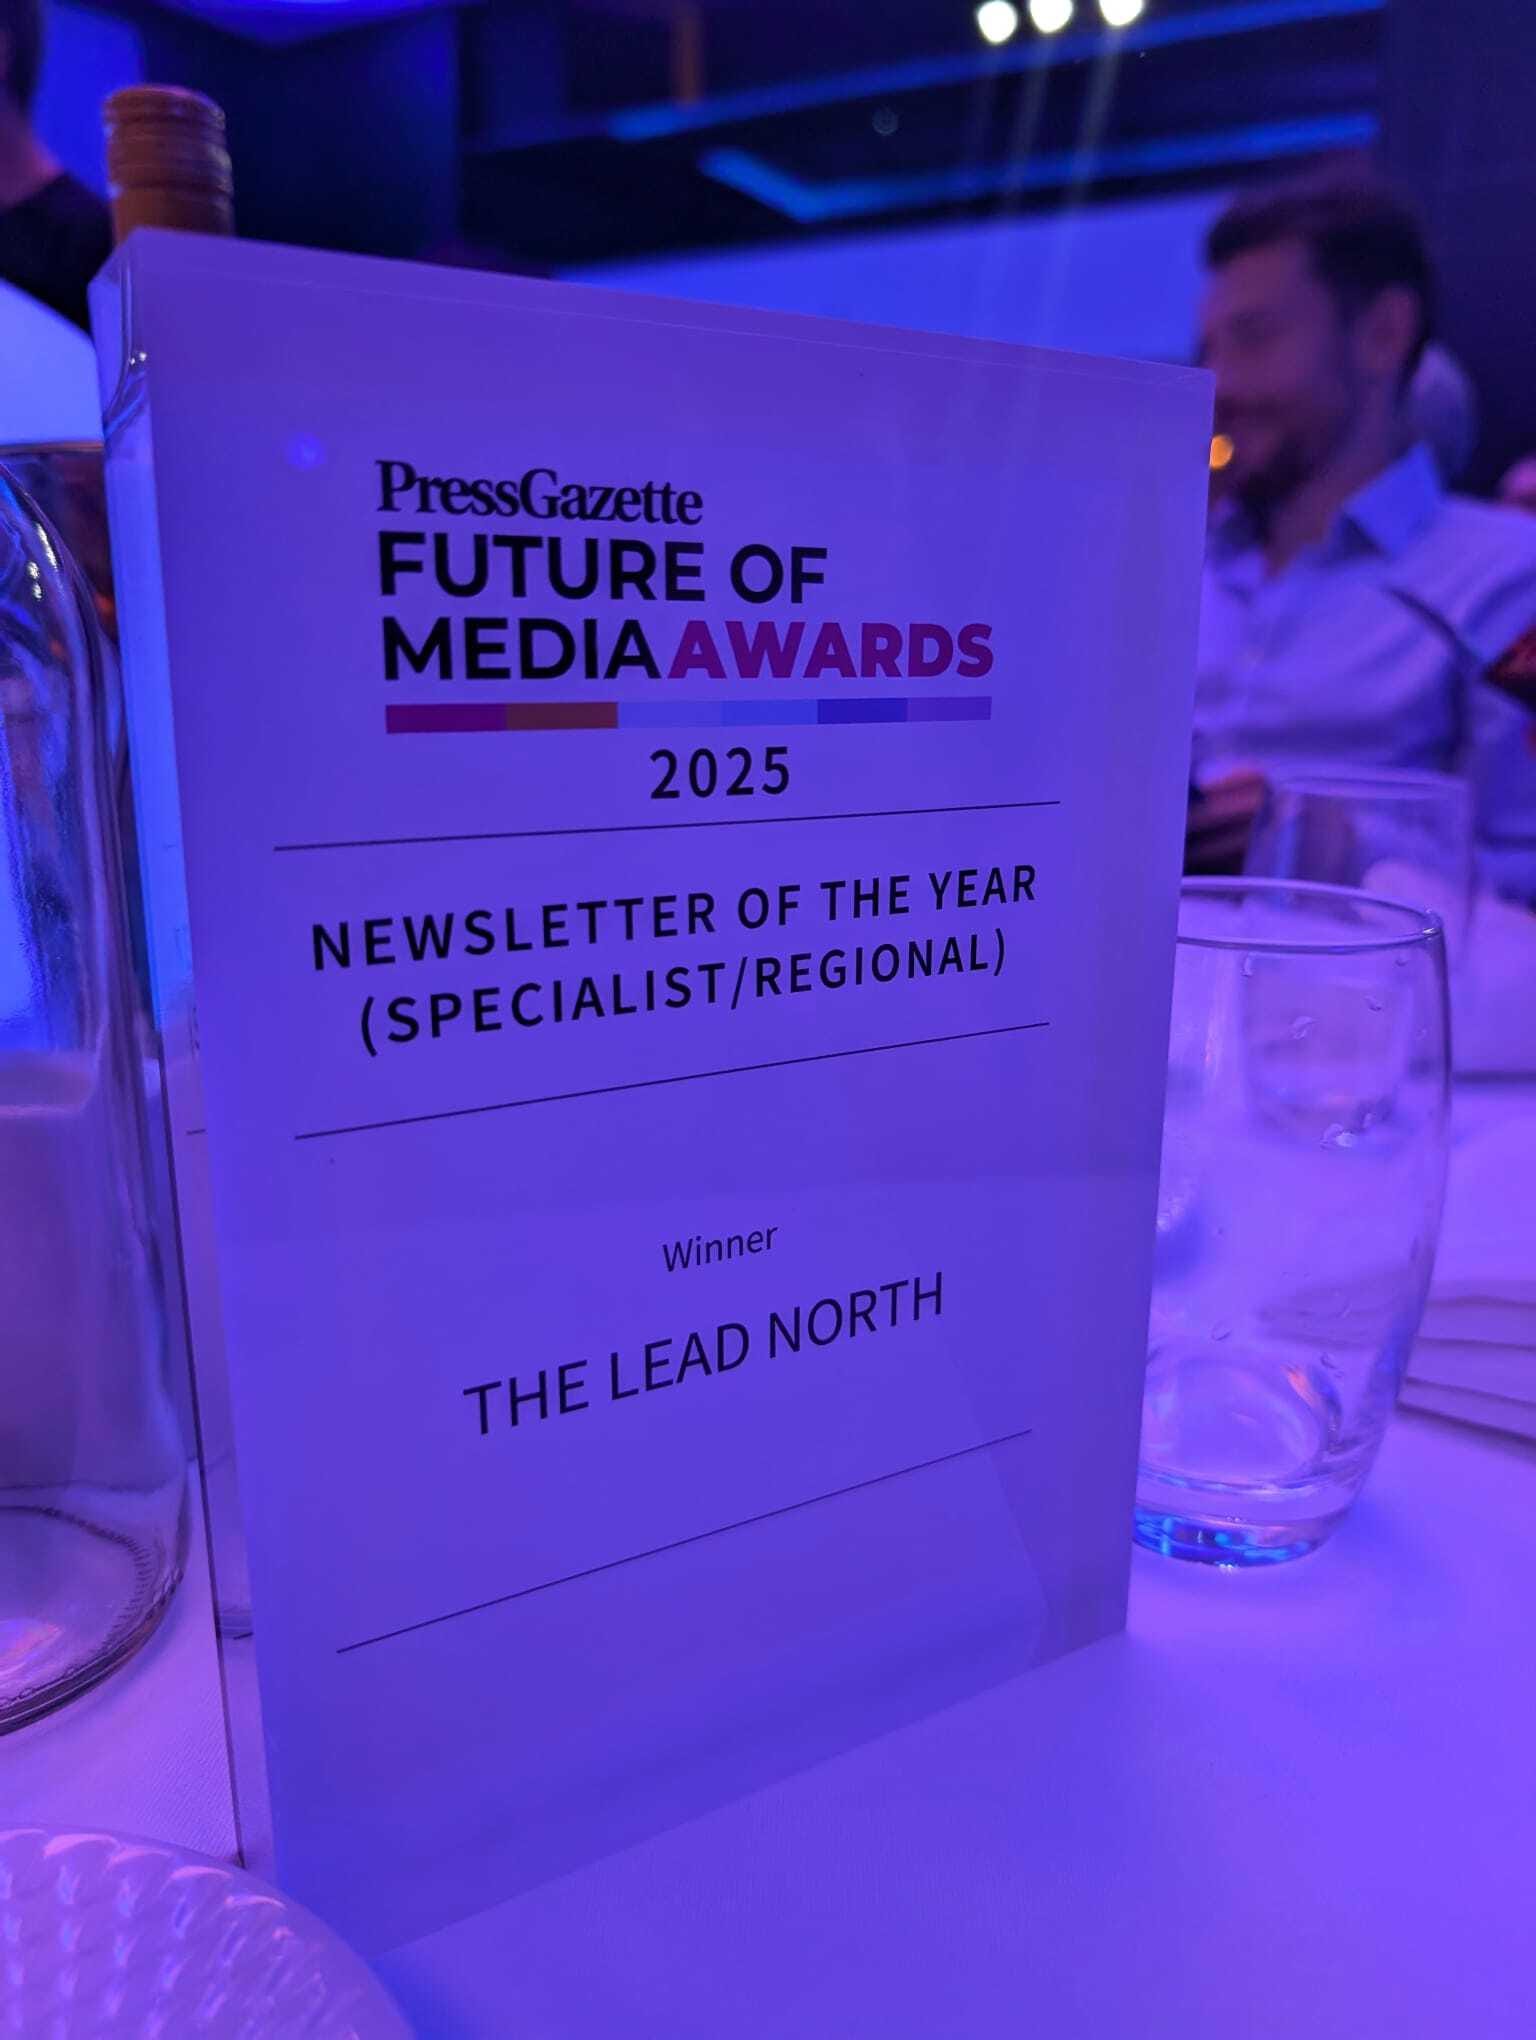 PressGazette
FUTURE OF
MEDIA AWARDS
2025
NEWSLETTER OF THE YEAR
(SPECIALIST/REGIONAL)
Winner
THE LEAD NORTH